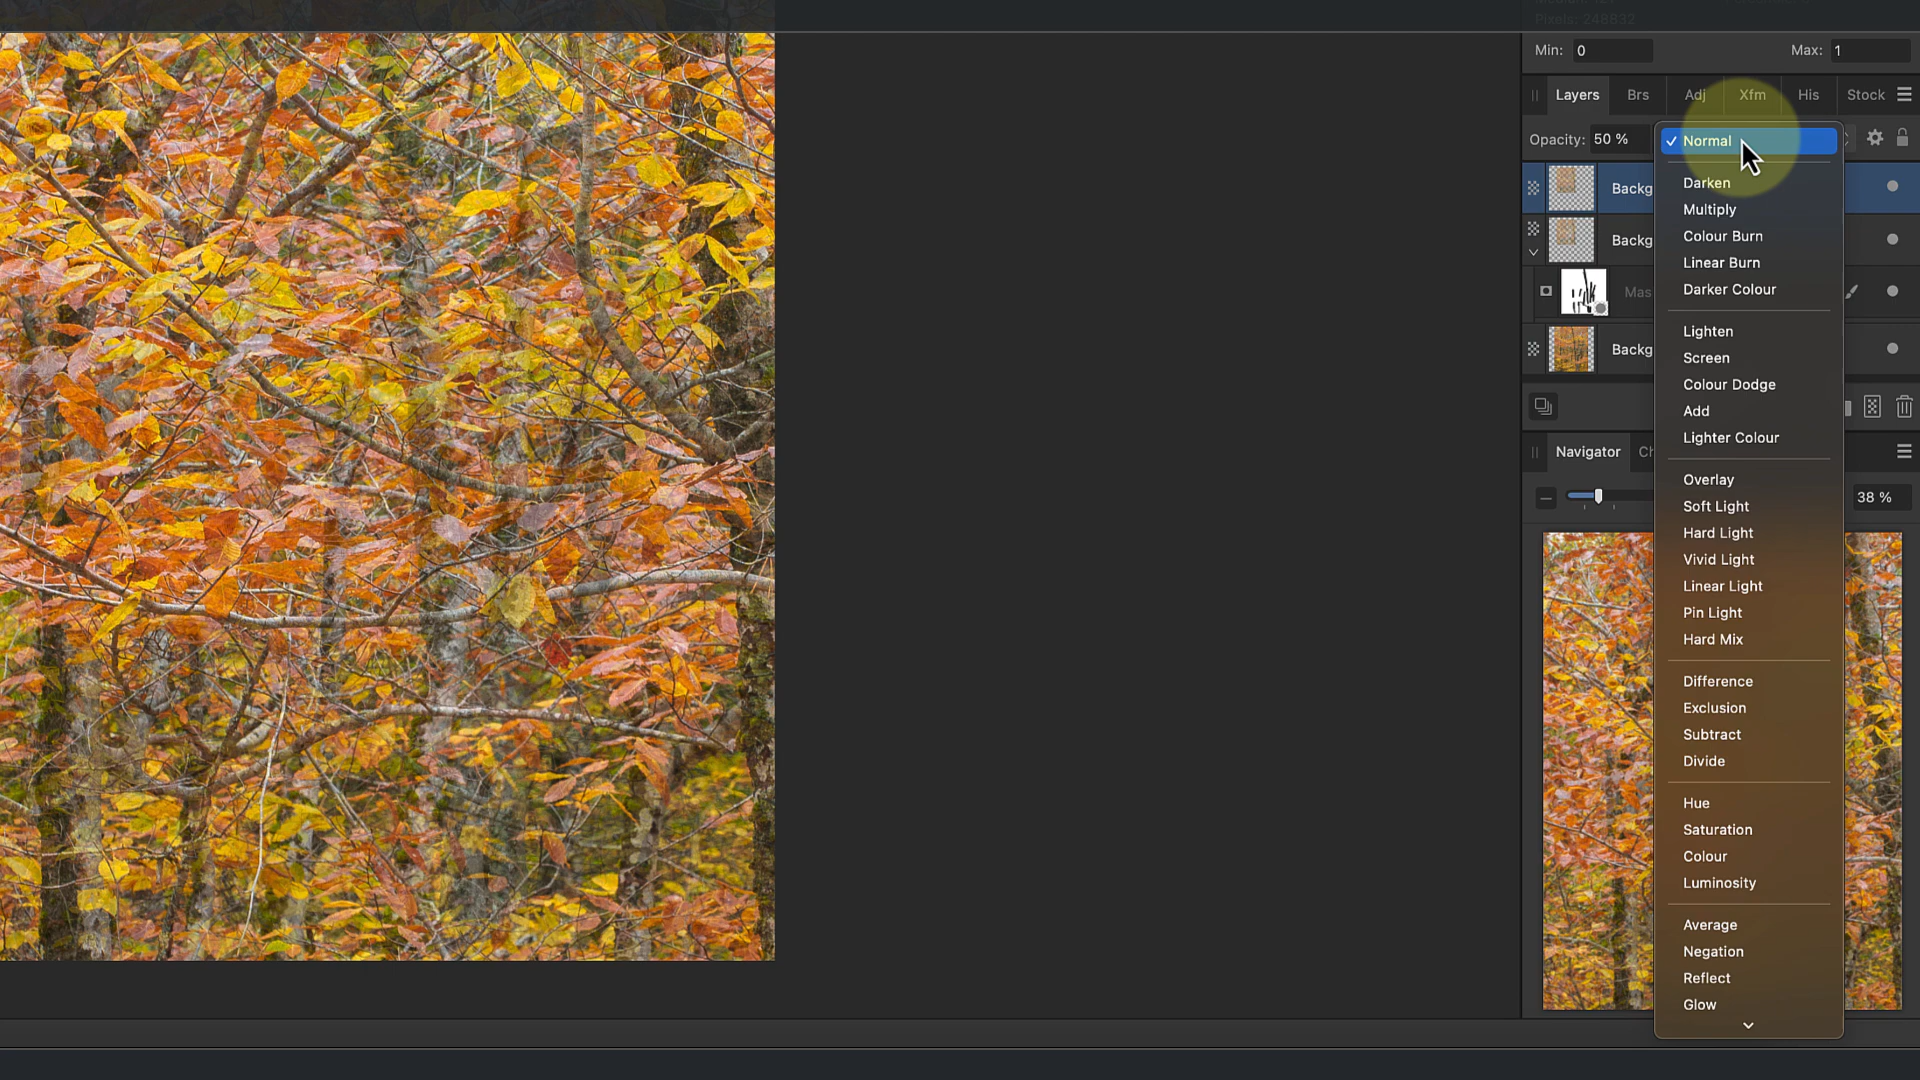 Pixels: 248832
Min: 0 Max: 1
Layers Brs Adj Xfm His Stock
Opacity: 50 %
✓ Normal
Backg
Darken
Multiply
Colour Burn
Backg
Linear Burn
Darker Colour
Mas
Lighten
Backg
Screen
Colour Dodge
Add
Lighter Colour
Navigator Ch
Overlay
38 %
Soft Light
Hard Light
Vivid Light
Linear Light
Pin Light
Hard Mix
Difference
Exclusion
Subtract
Divide
Hue
Saturation
Colour
Luminosity
Average
Negation
Reflect
Glow